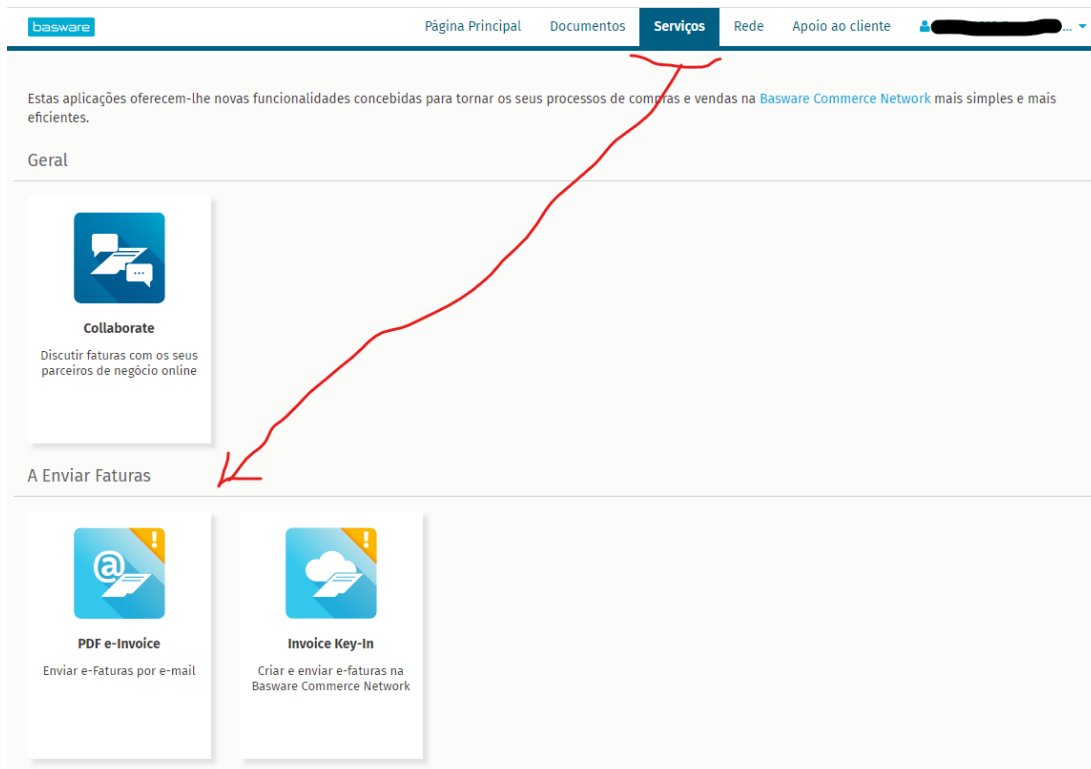 basware
Página Principal Documentos Serviços Rede Apoio ao cliente ...
Estas aplicações oferecem-lhe novas funcionalidades concebidas para tornar os seus processos de compras e vendas na Basware Commerce Network mais simples e mais
eficientes.
Geral
Collaborate
Discutir faturas com os seus
parceiros de negócio online
A Enviar Faturas
@
!
!
PDF e-Invoice
Enviar e-Faturas por e-mail
Invoice Key-In
Criar e enviar e-faturas na
Basware Commerce Network